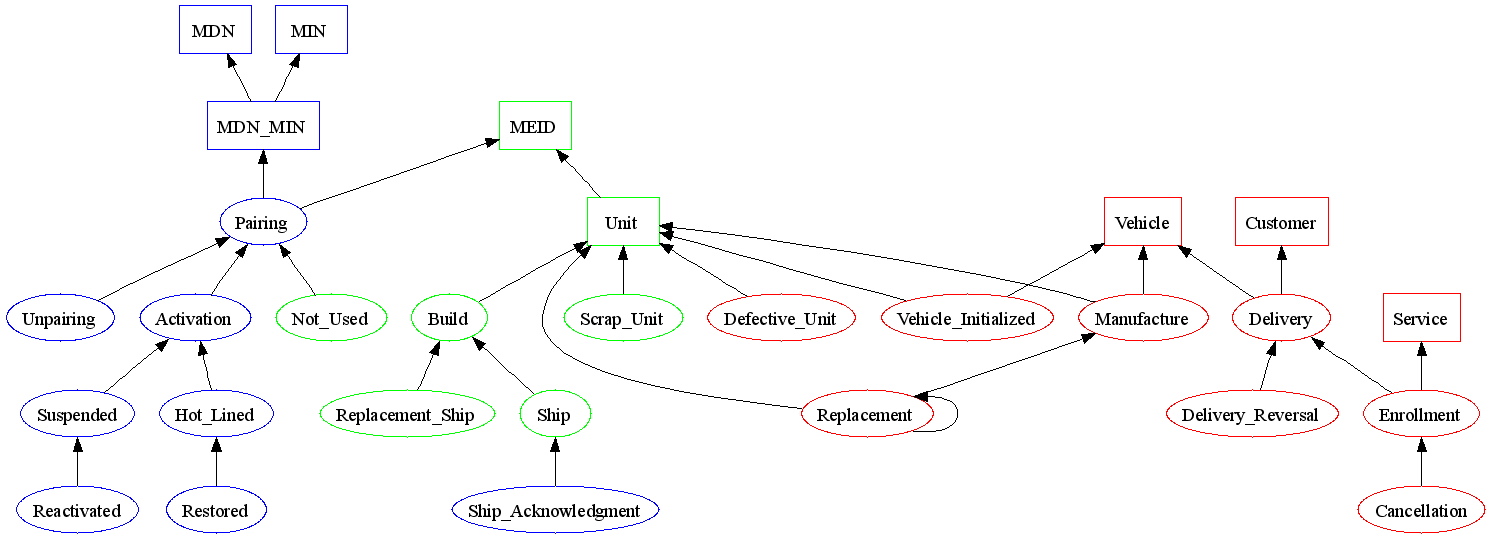 MDN
MIN
MDN_MIN
MEID
Pairing
Unit
Vehicle
Customer
Unpairing
Activation
Not_Used
Build
Scrap_Unit
Defective_Unit
Vehicle_Initialized
Manufacture
Delivery
Service
Suspended
Hot_Lined
Replacement_Ship
Ship
Replacement
Delivery_Reversal
Enrollment
Reactivated
Restored
Ship_Acknowledgment
Cancellation